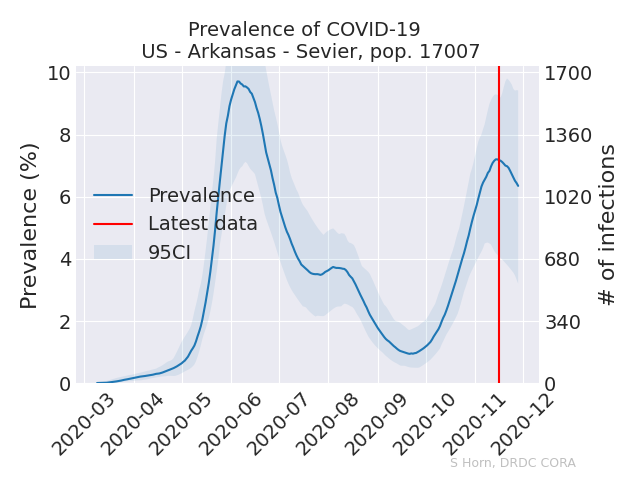 Prevalence of COVID-19
US - Arkansas - Sevier, pop. 17007
Prevalence (%)
10
8
6
4
2
0
Prevalence
Latest data
95CI
1700
1360
1020
680
340
0
# of infections
2020-03
2020-04
2020-05
2020-06
2020-07
2020-08
2020-09
2020-10
2020-11
2020-12
S Horn, DRDC CORA